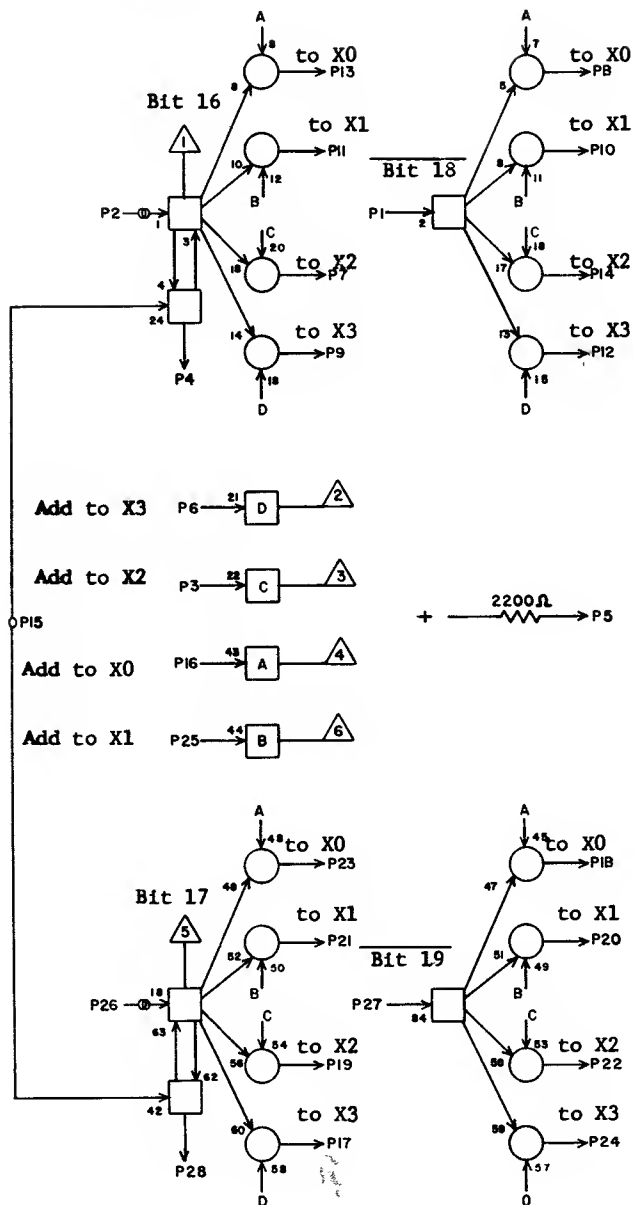 A A
8 7
to X0 to X0
P13 P8
8 5
Bit 16
1
to X1 to X1
P11 P10
10 12 8 11
B B
Bit 18
P2 P1
1 3 2
C C
20 18
to X2 to X2
P7 P14
18 17
4
24
to X3 to X3
P9 P12
14 18 13 15
P4
D D
Add to X3 P6 21 D 2
Add to X2 P3 22 C 3
2200Ω
+ P5
P15
Add to X0 P16 43 A 4
Add to X1 P25 44 B 6
A A
48 45
to X0 to X0
P23 P18
48 47
Bit 17
5
to X1 to X1
P21 P20
52 50 51 49
B B
Bit 19
P26 P27
18 84
C C
54 53
63 62
to X2 to X2
P19 P22
56 50
42
to X3 to X3
P17 P24
60 58 59 57
P28
D O